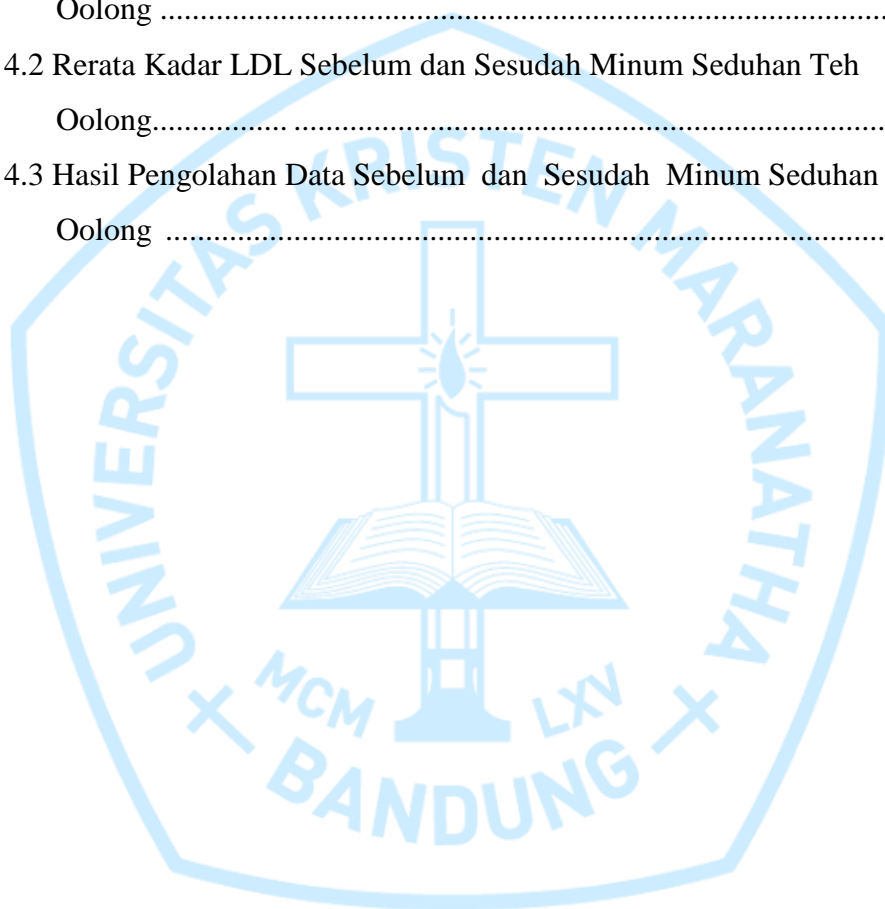 Oolong ................................................................................................
4.2 Rerata Kadar LDL Sebelum dan Sesudah Minum Seduhan Teh
Oolong................. ...........................................................................
4.3 Hasil Pengolahan Data Sebelum dan Sesudah Minum Seduhan
Oolong ...............................................................................................
UNIVERSITAS KRISTEN MARANATHA
MCM LXV
BANDUNG